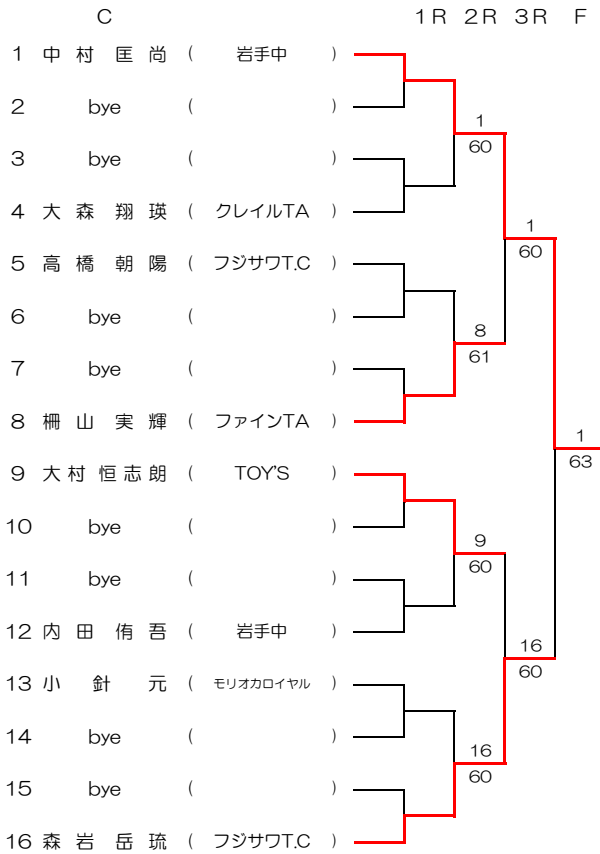 C 1R 2R 3R F
1 中村 匡尚 ( 岩手中 )
2 bye ( )
1
60
3 bye ( )
4 大森 翔瑛 ( クレイルTA )
1
60
5 高橋 朝陽 ( フジサワT.C )
6 bye ( )
8
61
7 bye ( )
8 柵山 実輝 ( ファインTA )
1
63
9 大村 恒志朗 ( TOY'S )
10 bye ( )
9
60
11 bye ( )
12 内田 侑吾 ( 岩手中 )
16
60
13 小針 元 ( モリオカロイヤル )
14 bye ( )
16
60
15 bye ( )
16 森岩 岳琉 ( フジサワT.C )